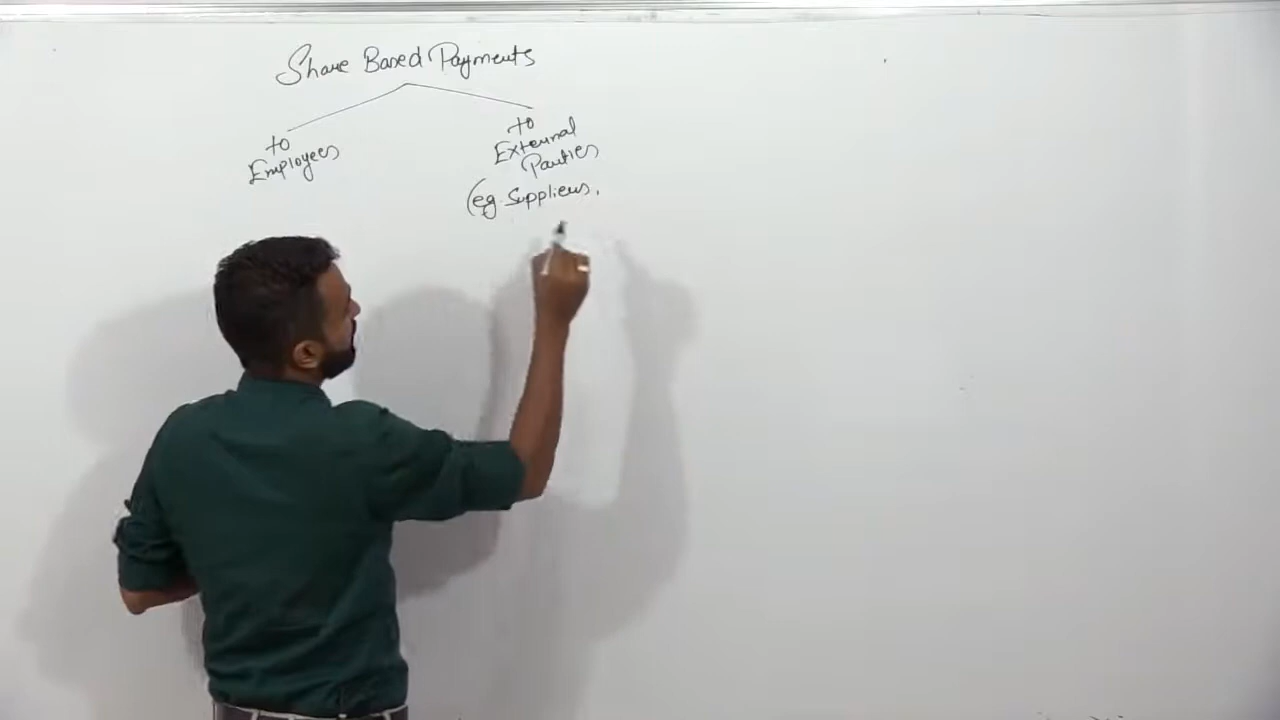 Share Based Payments
to
Employees
to
External
Parties
(eg. Suppliers,